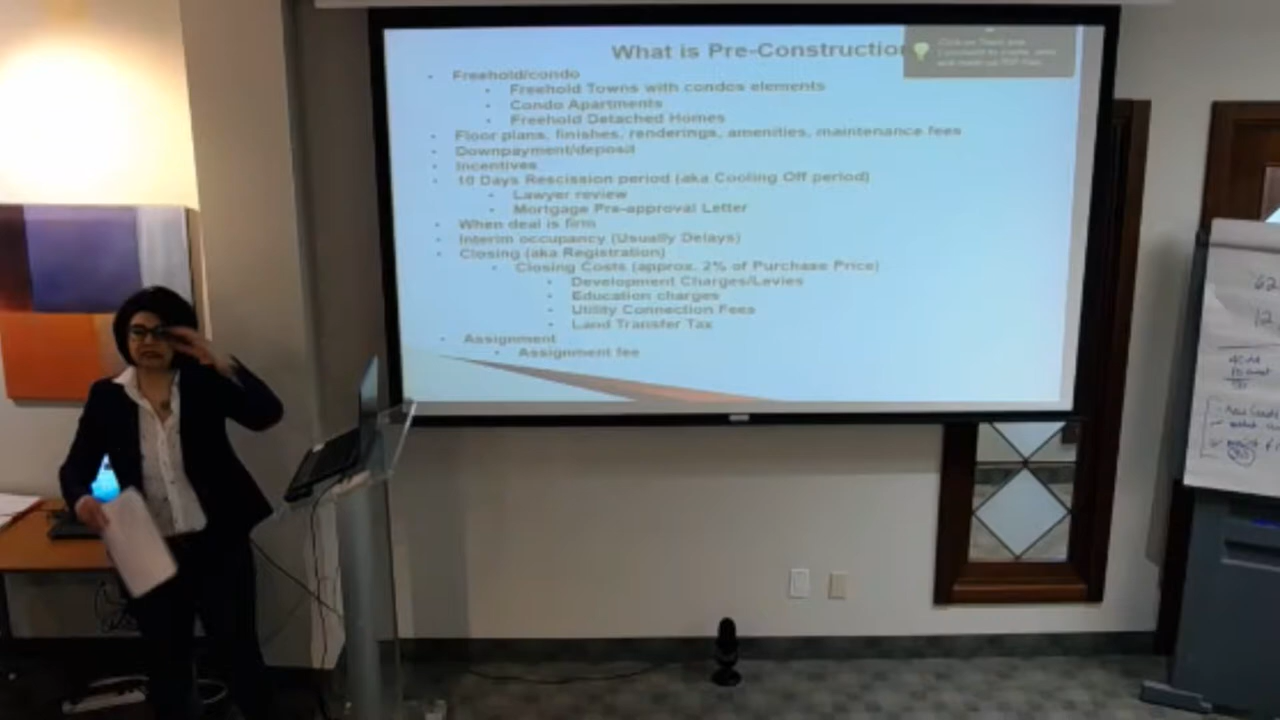 What is Pre-Construction
Freehold/condo
Freehold Towns with condos elements
Condo Apartments
Freehold Detached Homes
Floor plans, finishes, renderings, amenities, maintenance fees
Downpayment/deposit
Incentives
10 Days Rescission period (aka Cooling Off period)
Lawyer review
Mortgage Pre-approval Letter
When deal is firm
Interim occupancy (Usually Delays)
Closing (aka Registration)
Closing Costs (approx. 2% of Purchase Price)
Development Charges/Levies
Education charges
Utility Connection Fees
Land Transfer Tax
Assignment
Assignment fee
62
12